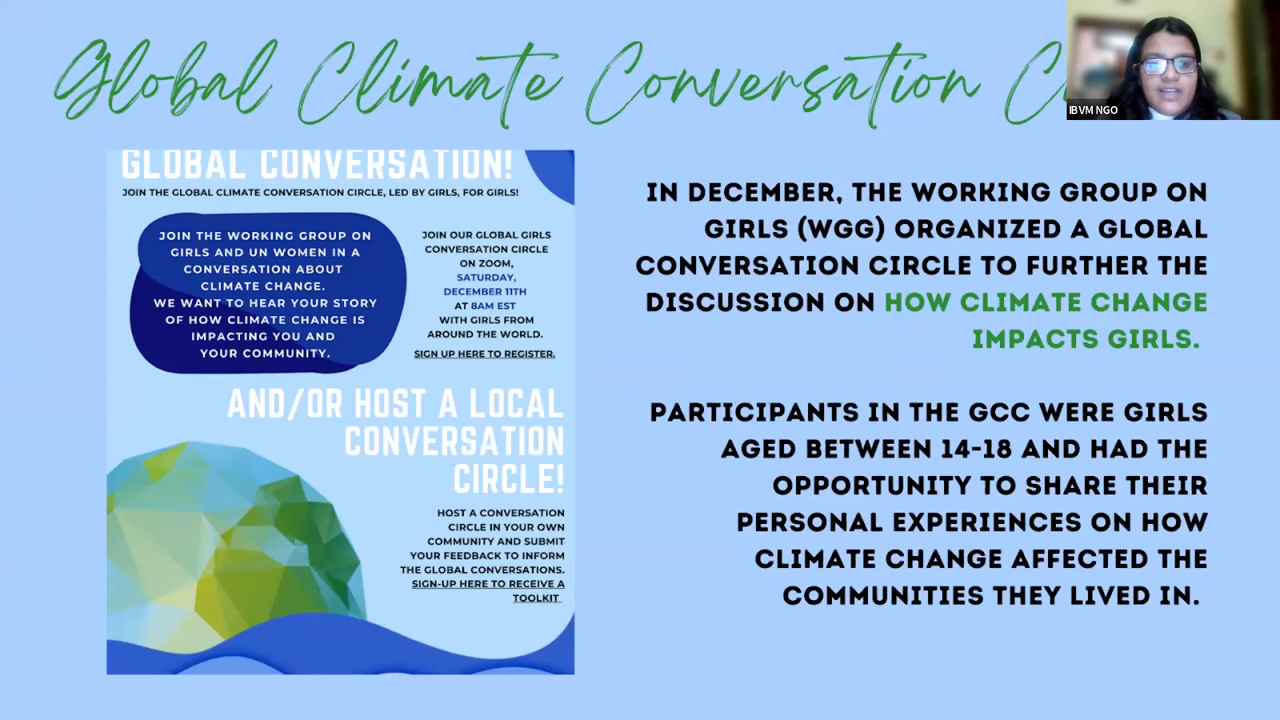 Global Climate Conversation C
IBVM NGO
GLOBAL CONVERSATION!
JOIN THE GLOBAL CLIMATE CONVERSATION CIRCLE, LED BY GIRLS, FOR GIRLS!
JOIN THE WORKING GROUP ON
GIRLS AND UN WOMEN IN A
CONVERSATION ABOUT
CLIMATE CHANGE.
WE WANT TO HEAR YOUR STORY
OF HOW CLIMATE CHANGE IS
IMPACTING YOU AND
YOUR COMMUNITY.
JOIN OUR GLOBAL GIRLS
CONVERSATION CIRCLE
ON ZOOM,
SATURDAY,
DECEMBER 11TH
AT 8AM EST
WITH GIRLS FROM
AROUND THE WORLD.
SIGN UP HERE TO REGISTER.
AND/OR HOST A LOCAL
CONVERSATION
CIRCLE!
HOST A CONVERSATION
CIRCLE IN YOUR OWN
COMMUNITY AND SUBMIT
YOUR FEEDBACK TO INFORM
THE GLOBAL CONVERSATIONS.
SIGN-UP HERE TO RECEIVE A
TOOLKIT
IN DECEMBER, THE WORKING GROUP ON
GIRLS (WGG) ORGANIZED A GLOBAL
CONVERSATION CIRCLE TO FURTHER THE
DISCUSSION ON HOW CLIMATE CHANGE
IMPACTS GIRLS.
PARTICIPANTS IN THE GCC WERE GIRLS
AGED BETWEEN 14-18 AND HAD THE
OPPORTUNITY TO SHARE THEIR
PERSONAL EXPERIENCES ON HOW
CLIMATE CHANGE AFFECTED THE
COMMUNITIES THEY LIVED IN.